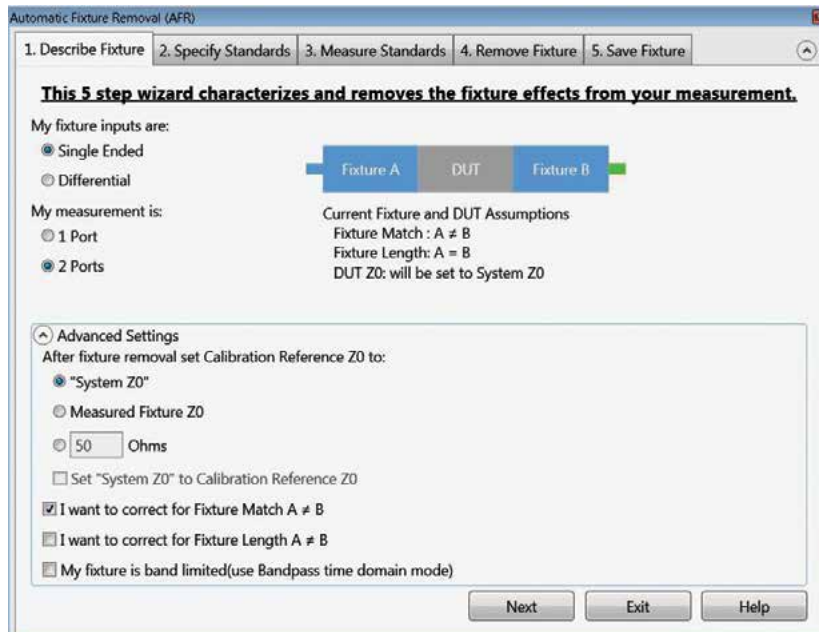 Automatic Fixture Removal (AFR)
1. Describe Fixture 2. Specify Standards 3. Measure Standards 4. Remove Fixture 5. Save Fixture
This 5 step wizard characterizes and removes the fixture effects from your measurement.
My fixture inputs are:
Single Ended
Differential
My measurement is:
1 Port
2 Ports
Fixture A DUT Fixture B
Current Fixture and DUT Assumptions
Fixture Match : A ≠ B
Fixture Length: A = B
DUT Z0: will be set to System Z0
Advanced Settings
After fixture removal set Calibration Reference Z0 to:
"System Z0"
Measured Fixture Z0
50 Ohms
Set "System Z0" to Calibration Reference Z0
I want to correct for Fixture Match A ≠ B
I want to correct for Fixture Length A ≠ B
My fixture is band limited(use Bandpass time domain mode)
Next Exit Help